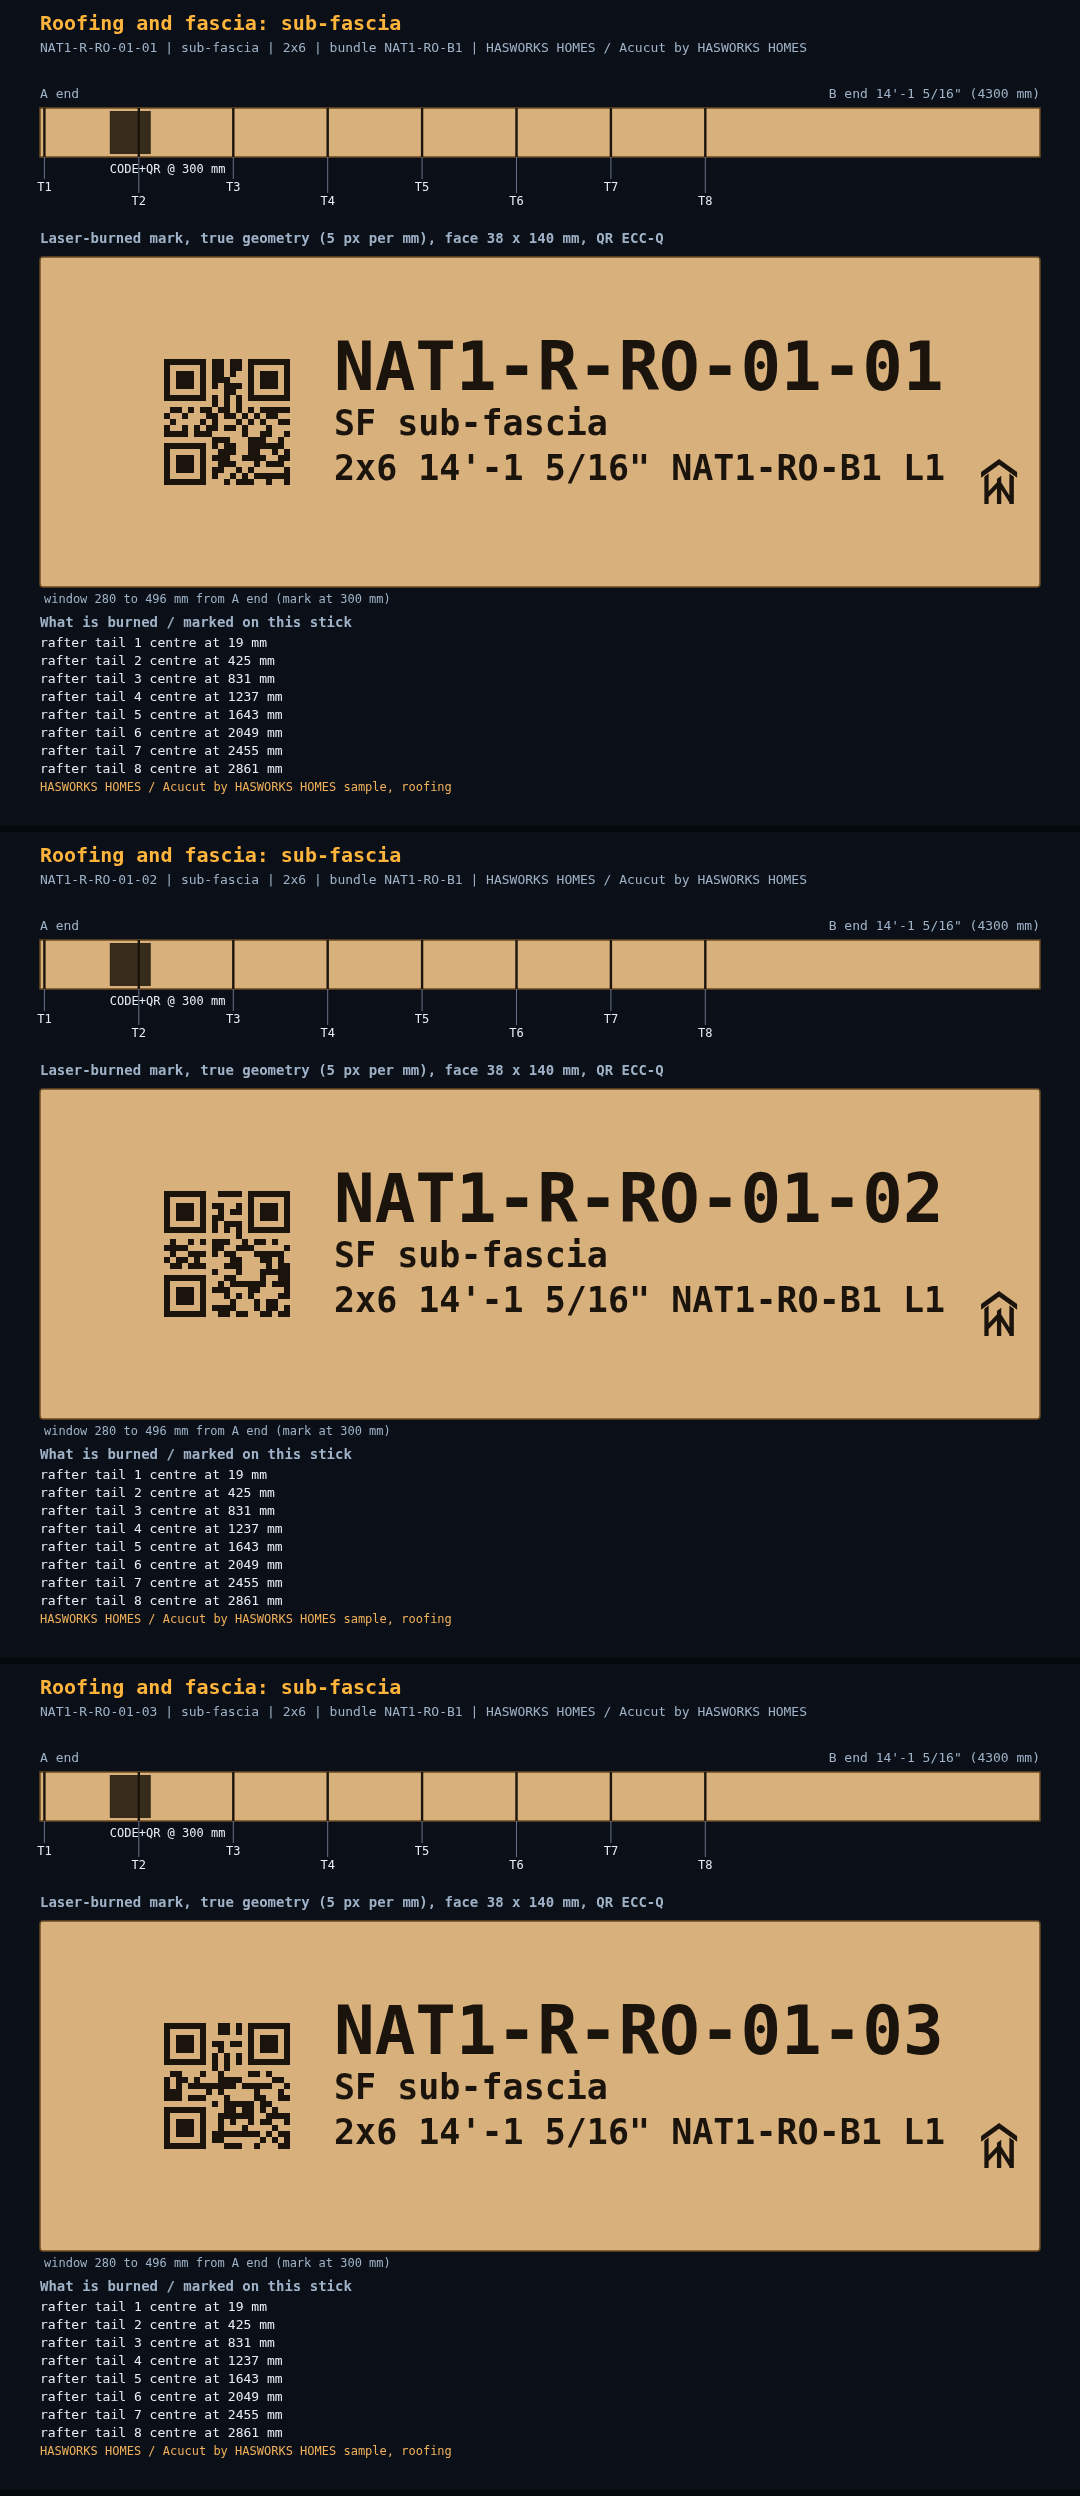 Roofing and fascia: sub-fascia
NAT1-R-RO-01-01 | sub-fascia | 2x6 | bundle NAT1-RO-B1 | HASWORKS HOMES / Acucut by HASWORKS HOMES
A end
B end 14'-1 5/16" (4300 mm)
CODE+QR @ 300 mm
T1 T3 T5 T7
T2 T4 T6 T8
Laser-burned mark, true geometry (5 px per mm), face 38 x 140 mm, QR ECC-Q
NAT1-R-RO-01-01
SF sub-fascia
2x6 14'-1 5/16" NAT1-RO-B1 L1
window 280 to 496 mm from A end (mark at 300 mm)
What is burned / marked on this stick
rafter tail 1 centre at 19 mm
rafter tail 2 centre at 425 mm
rafter tail 3 centre at 831 mm
rafter tail 4 centre at 1237 mm
rafter tail 5 centre at 1643 mm
rafter tail 6 centre at 2049 mm
rafter tail 7 centre at 2455 mm
rafter tail 8 centre at 2861 mm
HASWORKS HOMES / Acucut by HASWORKS HOMES sample, roofing
Roofing and fascia: sub-fascia
NAT1-R-RO-01-02 | sub-fascia | 2x6 | bundle NAT1-RO-B1 | HASWORKS HOMES / Acucut by HASWORKS HOMES
A end
B end 14'-1 5/16" (4300 mm)
CODE+QR @ 300 mm
T1 T3 T5 T7
T2 T4 T6 T8
Laser-burned mark, true geometry (5 px per mm), face 38 x 140 mm, QR ECC-Q
NAT1-R-RO-01-02
SF sub-fascia
2x6 14'-1 5/16" NAT1-RO-B1 L1
window 280 to 496 mm from A end (mark at 300 mm)
What is burned / marked on this stick
rafter tail 1 centre at 19 mm
rafter tail 2 centre at 425 mm
rafter tail 3 centre at 831 mm
rafter tail 4 centre at 1237 mm
rafter tail 5 centre at 1643 mm
rafter tail 6 centre at 2049 mm
rafter tail 7 centre at 2455 mm
rafter tail 8 centre at 2861 mm
HASWORKS HOMES / Acucut by HASWORKS HOMES sample, roofing
Roofing and fascia: sub-fascia
NAT1-R-RO-01-03 | sub-fascia | 2x6 | bundle NAT1-RO-B1 | HASWORKS HOMES / Acucut by HASWORKS HOMES
A end
B end 14'-1 5/16" (4300 mm)
CODE+QR @ 300 mm
T1 T3 T5 T7
T2 T4 T6 T8
Laser-burned mark, true geometry (5 px per mm), face 38 x 140 mm, QR ECC-Q
NAT1-R-RO-01-03
SF sub-fascia
2x6 14'-1 5/16" NAT1-RO-B1 L1
window 280 to 496 mm from A end (mark at 300 mm)
What is burned / marked on this stick
rafter tail 1 centre at 19 mm
rafter tail 2 centre at 425 mm
rafter tail 3 centre at 831 mm
rafter tail 4 centre at 1237 mm
rafter tail 5 centre at 1643 mm
rafter tail 6 centre at 2049 mm
rafter tail 7 centre at 2455 mm
rafter tail 8 centre at 2861 mm
HASWORKS HOMES / Acucut by HASWORKS HOMES sample, roofing